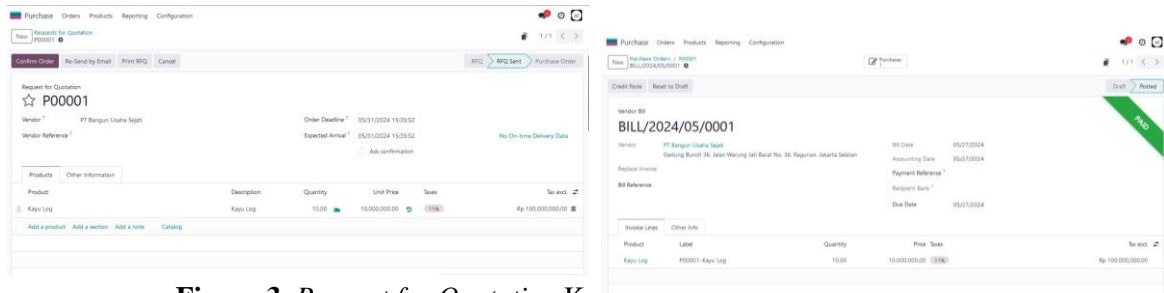 Purchase Orders Products Reporting Configuration
New Requests for Quotation
P00001
1/1
Confirm Order Re-Send by Email Print RFQ Cancel
RFQ RFQ Sent Purchase Order
Request for Quotation
P00001
Vendor ? PT Bangun Usaha Sejati
Order Deadline ? 05/31/2024 15:35:52
Vendor Reference ?
Expected Arrival ? 05/31/2024 15:35:52
No On-time Delivery Data
Ask confirmation
Products Other Information
Product Description Quantity Unit Price Taxes Tax excl.
Kayu Log Kayu Log 10.00 10,000,000.00 11% Rp 100,000,000.00
Add a product Add a section Add a note Catalog
Purchase Orders Products Reporting Configuration
New Purchase Orders / P00001
BILL/2024/05/0001
Purchases
1
1/1
Credit Note Reset to Draft
Draft Posted
PAID
Vendor Bill
BILL/2024/05/0001
Vendor PT Bangun Usaha Sejati
Gedung Bundt 36, Jalan Warung Jati Barat No. 36, Ragunan, Jakarta Selatan
Replace Invoice
Bill Reference
Bill Date 05/27/2024
Accounting Date 05/27/2024
Payment Reference ?
Recipient Bank ?
Due Date 05/27/2024
Invoice Lines Other Info
Product Label Quantity Price Taxes Tax excl.
Kayu Log P00001: Kayu Log 10.00 10,000,000.00 11% Rp 100,000,000.00